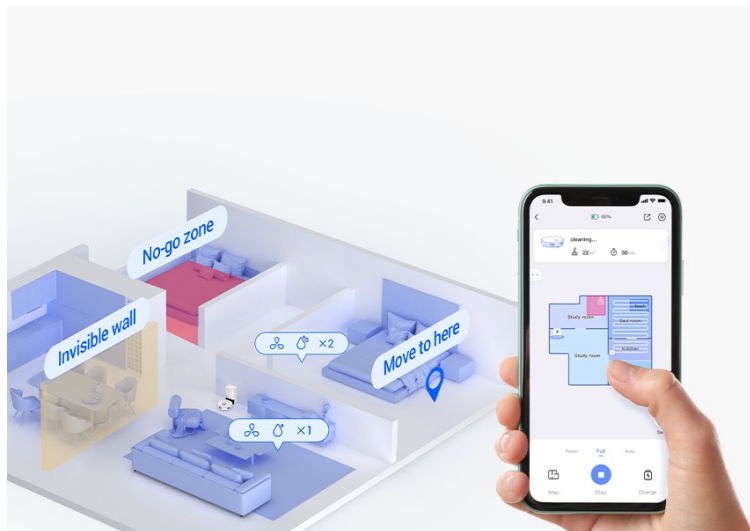 No-go zone
Invisible wall
×2
Move to here
×1
9:41
60%
cleaning...
22m²
36min
Study room
Bed room
Study room
Kitchen
Room
Full
Area
Map
Stop
Charge